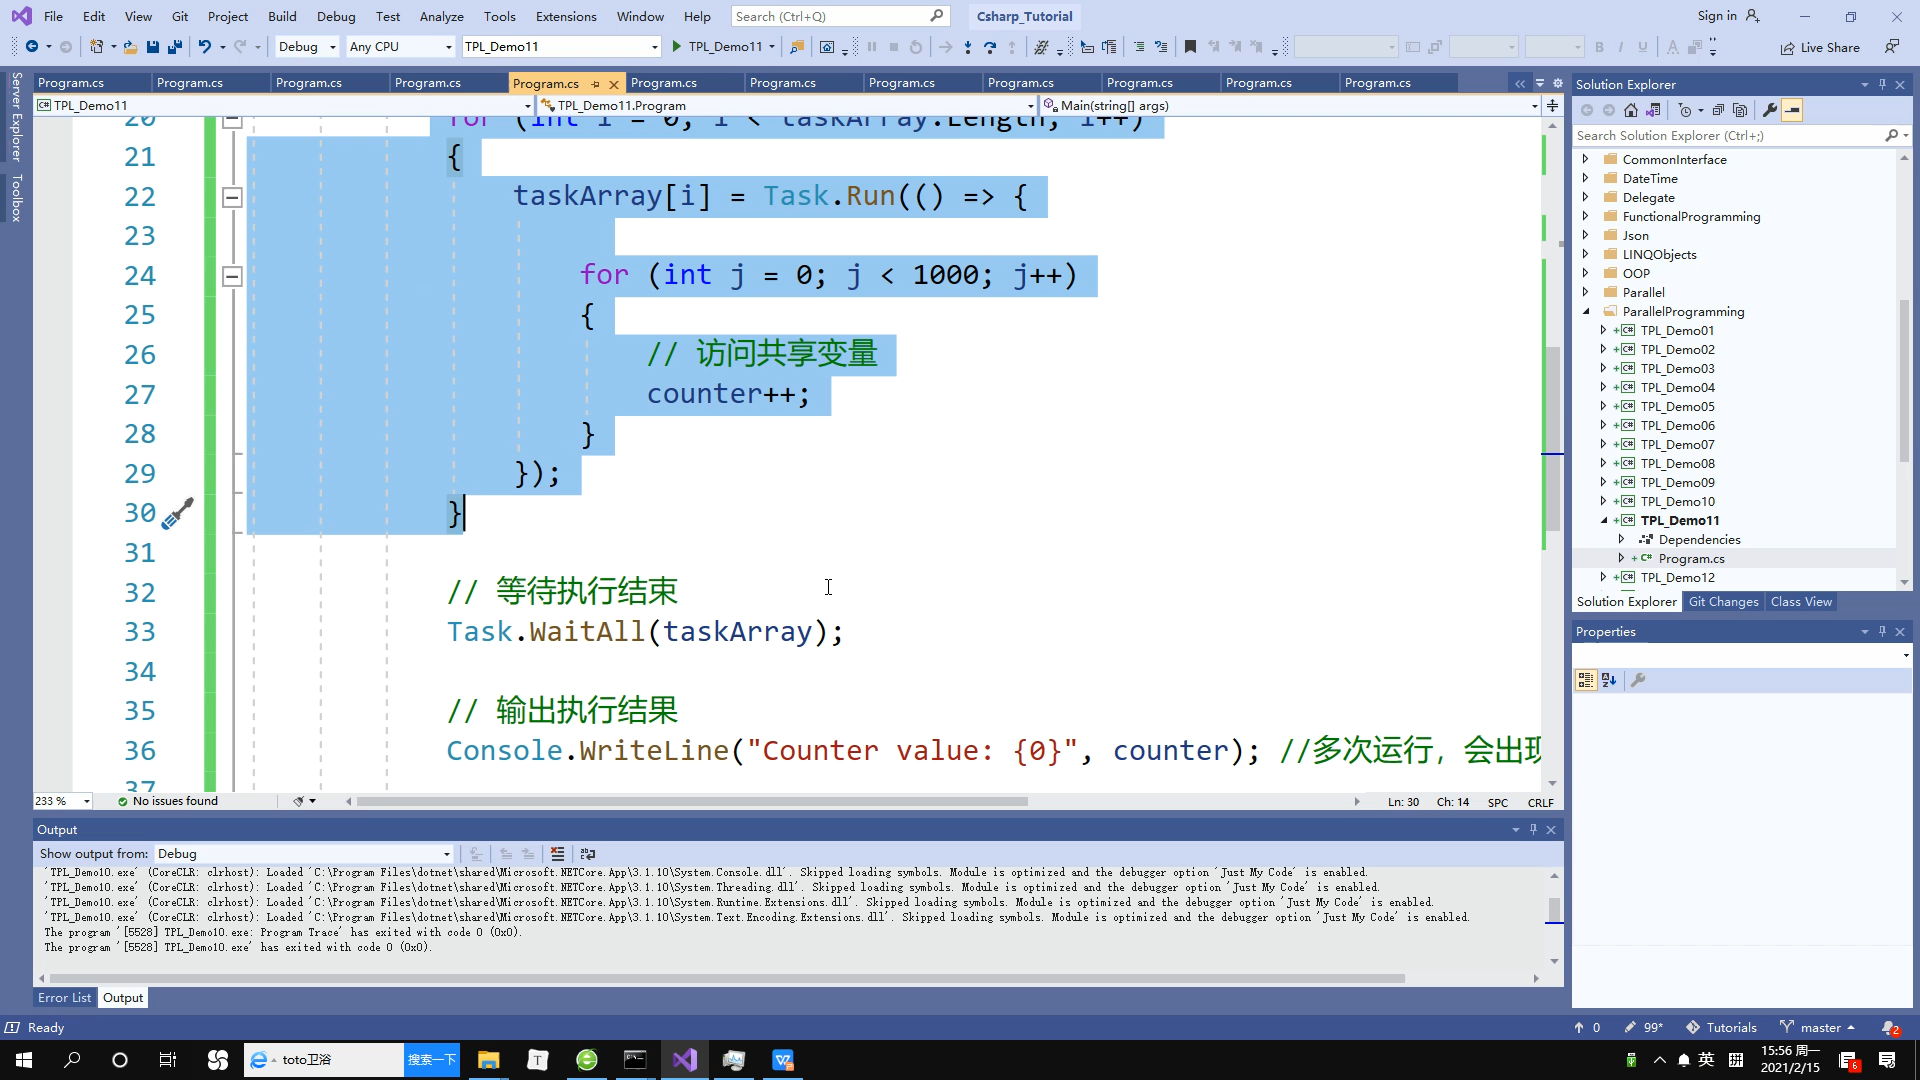 File Edit View Git Project Build Debug Test Analyze Tools Extensions Window Help Search (Ctrl+Q) Csharp_Tutorial Sign in
Debug Any CPU TPL_Demo11 TPL_Demo11 Live Share
Server Explorer
Toolbox
Program.cs Program.cs Program.cs Program.cs Program.cs Program.cs Program.cs Program.cs Program.cs Program.cs Program.cs Program.cs
TPL_Demo11 TPL_Demo11.Program Main(string[] args)
20 for (int i = 0; i < taskArray.Length; i++)
21 {
22 taskArray[i] = Task.Run(() => {
23
24 for (int j = 0; j < 1000; j++)
25 {
26 // 访问共享变量
27 counter++;
28 }
29 });
30 }
31
32 // 等待执行结束
33 Task.WaitAll(taskArray);
34
35 // 输出执行结果
36 Console.WriteLine("Counter value: {0}", counter); //多次运行，会出现
37
233 % No issues found Ln: 30 Ch: 14 SPC CRLF
Output
Show output from: Debug
'TPL_Demo10.exe' (CoreCLR: clrhost): Loaded 'C:\Program Files\dotnet\shared\Microsoft.NETCore.App\3.1.10\System.Console.dll'. Skipped loading symbols. Module is optimized and the debugger option 'Just My Code' is enabled.
'TPL_Demo10.exe' (CoreCLR: clrhost): Loaded 'C:\Program Files\dotnet\shared\Microsoft.NETCore.App\3.1.10\System.Threading.dll'. Skipped loading symbols. Module is optimized and the debugger option 'Just My Code' is enabled.
'TPL_Demo10.exe' (CoreCLR: clrhost): Loaded 'C:\Program Files\dotnet\shared\Microsoft.NETCore.App\3.1.10\System.Runtime.Extensions.dll'. Skipped loading symbols. Module is optimized and the debugger option 'Just My Code' is enabled.
'TPL_Demo10.exe' (CoreCLR: clrhost): Loaded 'C:\Program Files\dotnet\shared\Microsoft.NETCore.App\3.1.10\System.Text.Encoding.Extensions.dll'. Skipped loading symbols. Module is optimized and the debugger option 'Just My Code' is enabled.
The program '[5528] TPL_Demo10.exe: Program Trace' has exited with code 0 (0x0).
The program '[5528] TPL_Demo10.exe' has exited with code 0 (0x0).
Error List Output
Solution Explorer
Search Solution Explorer (Ctrl+;)
CommonInterface
DateTime
Delegate
FunctionalProgramming
Json
LINQObjects
OOP
Parallel
ParallelProgramming
TPL_Demo01
TPL_Demo02
TPL_Demo03
TPL_Demo04
TPL_Demo05
TPL_Demo06
TPL_Demo07
TPL_Demo08
TPL_Demo09
TPL_Demo10
TPL_Demo11
Dependencies
Program.cs
TPL_Demo12
Solution Explorer Git Changes Class View
Properties
Ready 0 99* Tutorials master 2
toto卫浴 搜索一下 英 15:56 周一 6
2021/2/15